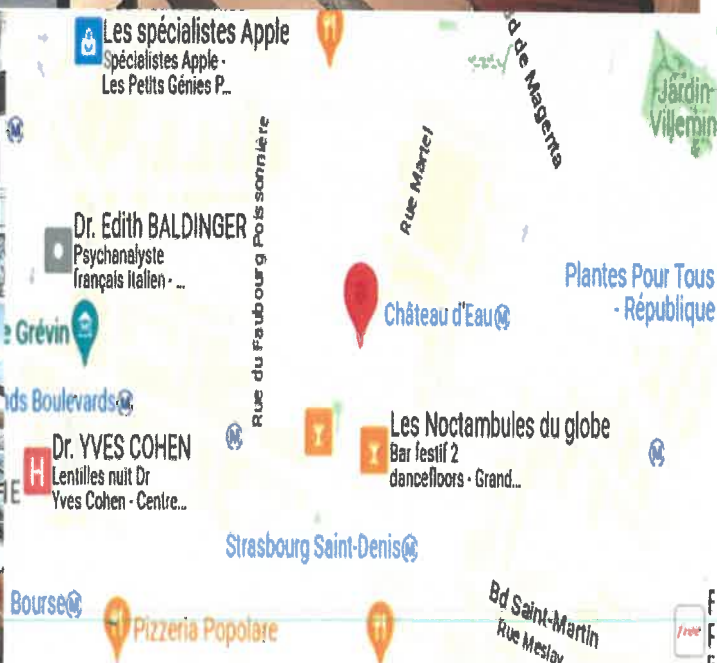 Les spécialistes Apple
Spécialistes Apple -
Les Petits Génies P...
d de Magenta
Jardin
Villemin
Rue Martel
Rue du Faubourg Poissonnière
Dr. Edith BALDINGER
Psychanalyste
français italien - ...
Plantes Pour Tous
- République
Château d'Eau
e Grévin
ds Boulevards
Dr. YVES COHEN
Lentilles nuit Dr
Yves Cohen - Centre...
H
IE
Les Noctambules du globe
Bar festif 2
dancefloors - Grand...
Strasbourg Saint-Denis
Bourse
Pizzeria Popolare
Bd Saint-Martin
Rue Meslay
F
F